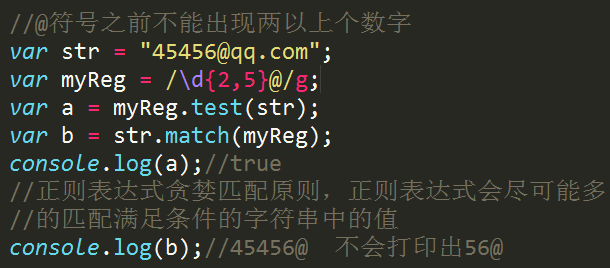 //@符号之前不能出现两以上个数字
var str = "45456@qq.com";
var myReg = /\d{2,5}@/g;
var a = myReg.test(str);
var b = str.match(myReg);
console.log(a);//true
//正则表达式贪婪匹配原则，正则表达式会尽可能多
//的匹配满足条件的字符串中的值
console.log(b);//45456@  不会打印出56@